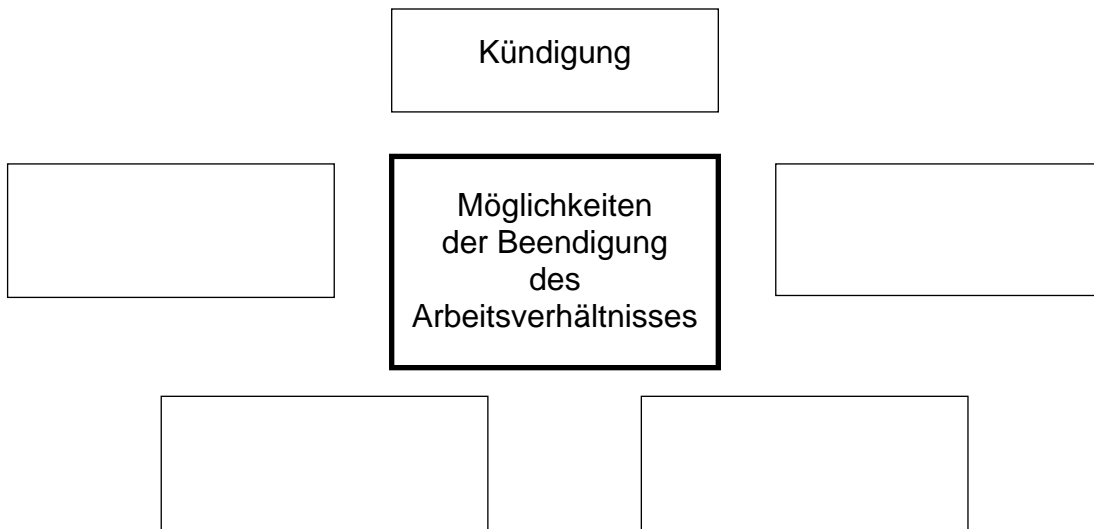 Kündigung
Möglichkeiten
der Beendigung
des
Arbeitsverhältnisses